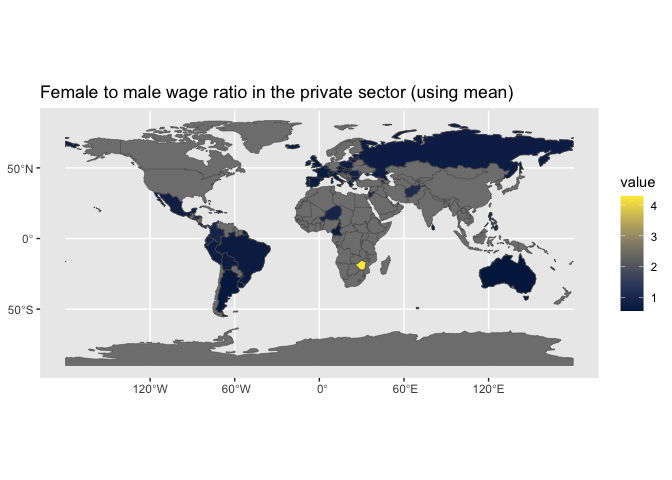 Female to male wage ratio in the private sector (using mean)
50°N
0°
50°S
120°W
60°W
0°
60°E
120°E
value
4
3
2
1